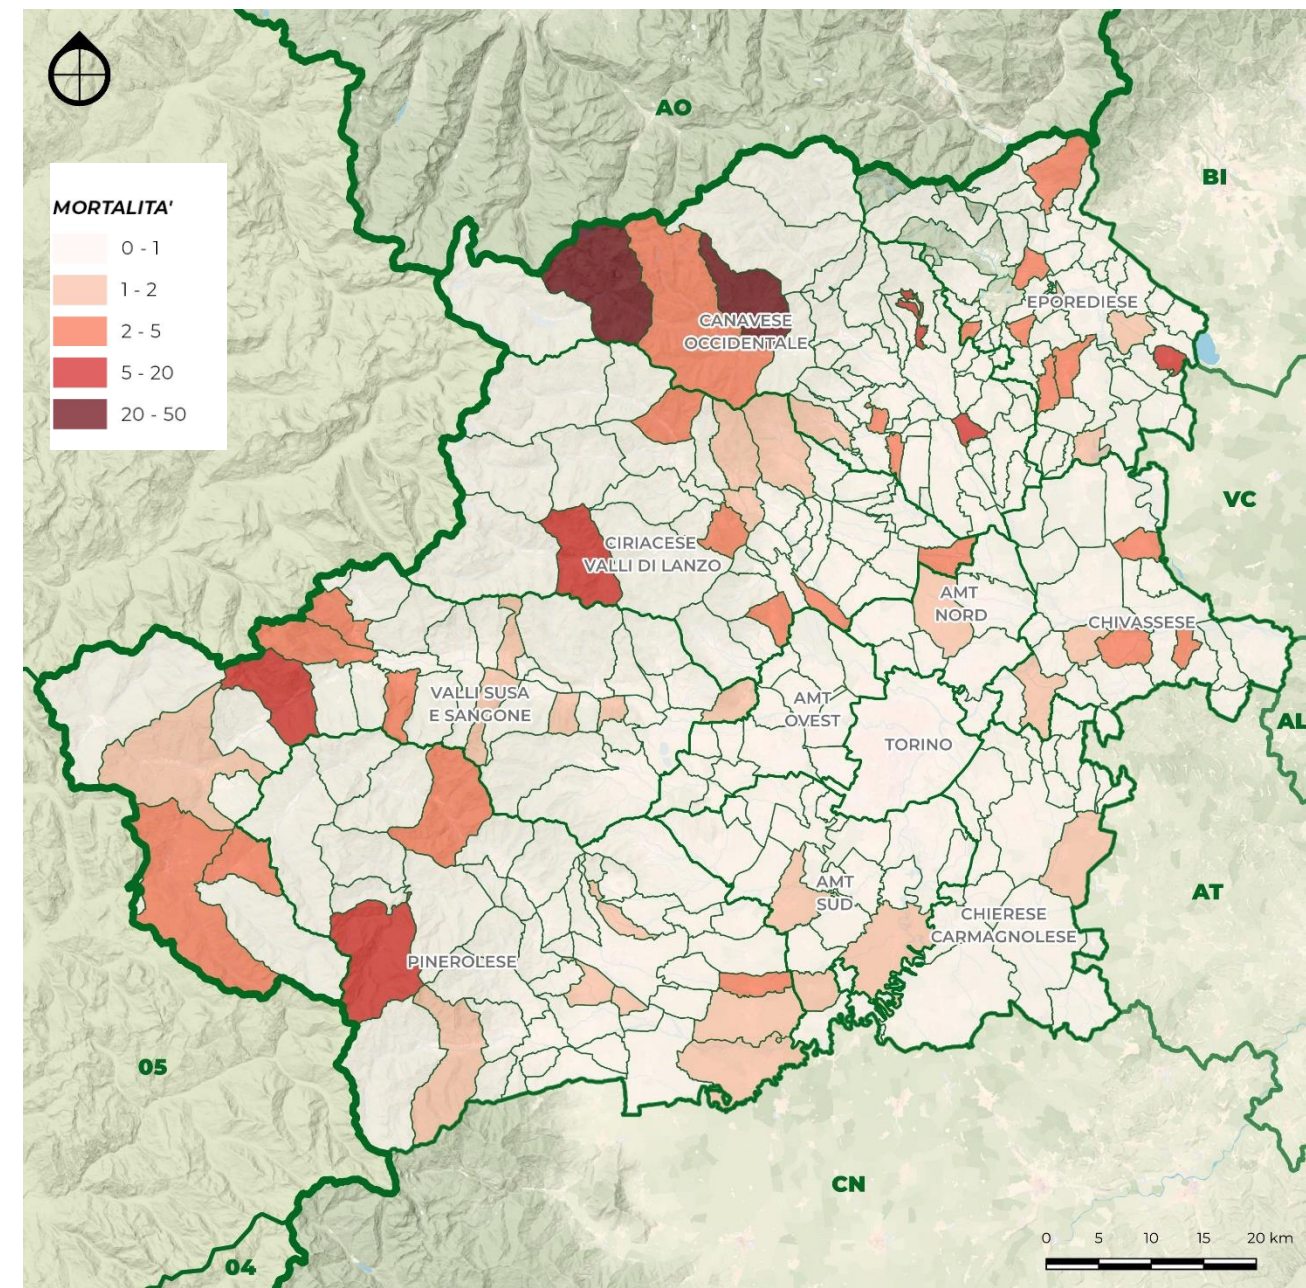 AO
BI
MORTALITA'
0 - 1
1 - 2
2 - 5
5 - 20
20 - 50
EPOREDIESE
CANAVESE
OCCIDENTALE
VC
CIRIACESE
VALLI DI LANZO
AMT
NORD
CHIVASSESE
VALLI SUSA
E SANGONE
AMT
OVEST
TORINO
AL
AMT
SUD
AT
CHIERESE
CARMAGNOLESE
PINEROLESE
05
CN
0 5 10 15 20 km
04